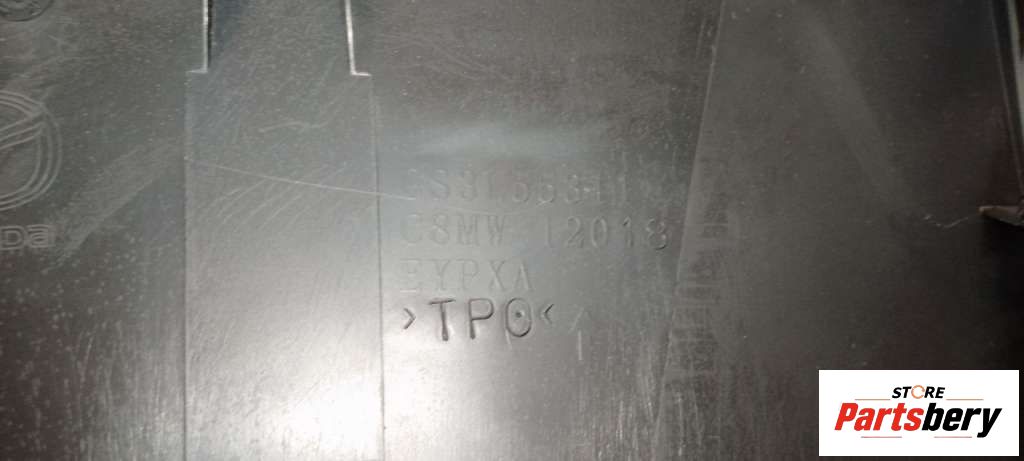 C8MW 12018
EYPXA
>TPO<
STORE
Partsbery